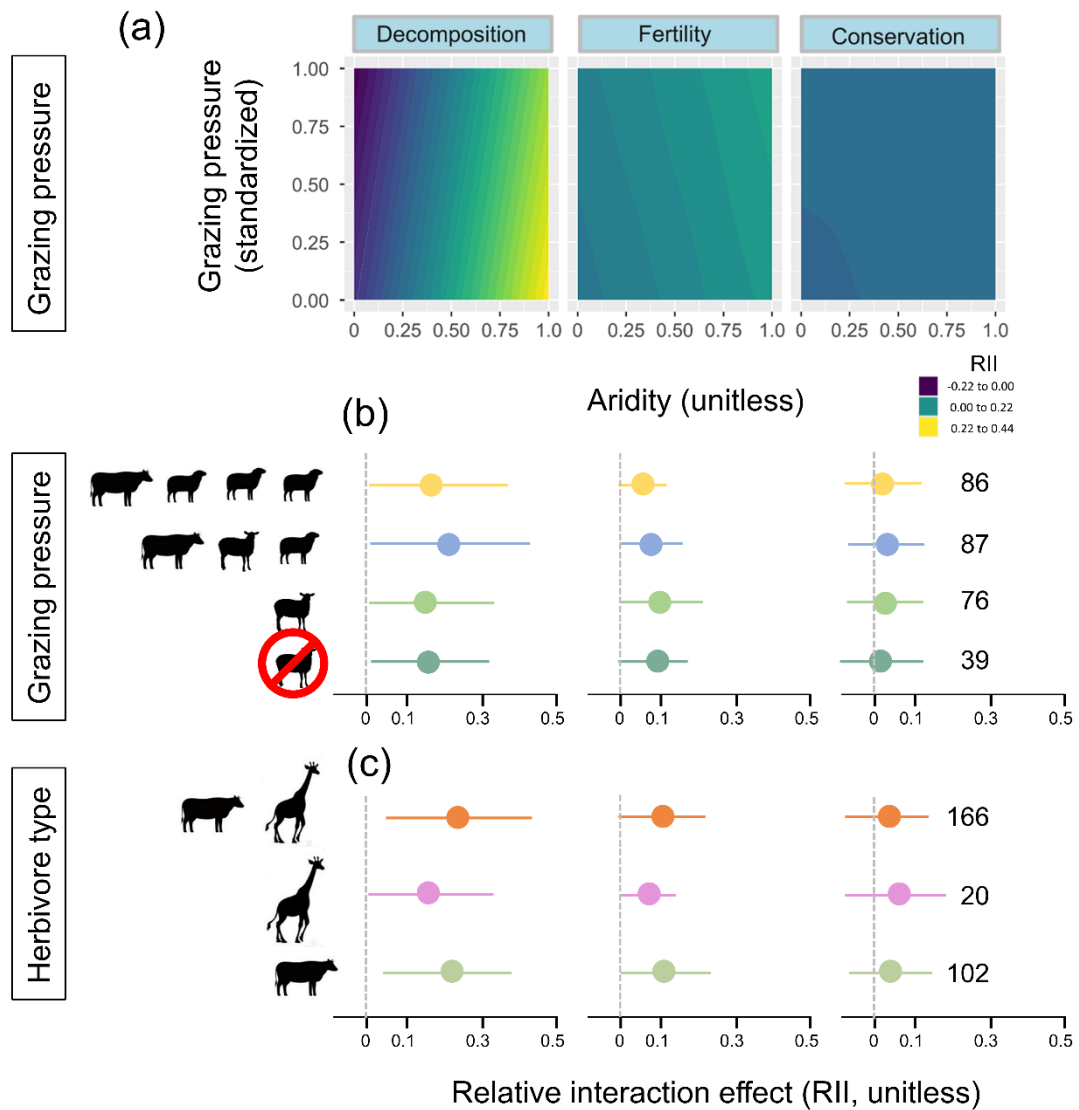 (a)
Decomposition Fertility Conservation
Grazing pressure
Grazing pressure
(standardized)
1.00
0.75
0.50
0.25
0.00
0 0.25 0.50 0.75 1.0 0 0.25 0.50 0.75 1.0 0 0.25 0.50 0.75 1.0
Aridity (unitless)
RII
-0.22 to 0.00
0.00 to 0.22
0.22 to 0.44
(b)
Grazing pressure
86
87
76
39
0 0.1 0.3 0.5 0 0.1 0.3 0.5 0 0.1 0.3 0.5
(c)
Herbivore type
166
20
102
0 0.1 0.3 0.5 0 0.1 0.3 0.5 0 0.1 0.3 0.5
Relative interaction effect (RII, unitless)